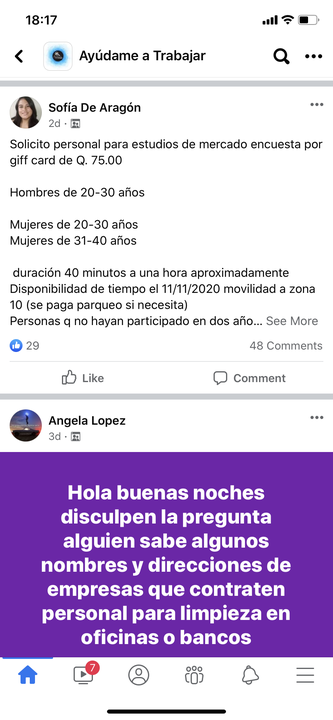 18:17
Ayúdame a Trabajar
Sofía De Aragón
2d ·
Solicito personal para estudios de mercado encuesta por
giff card de Q. 75.00
Hombres de 20-30 años
Mujeres de 20-30 años
Mujeres de 31-40 años
duración 40 minutos a una hora aproximadamente
Disponibilidad de tiempo el 11/11/2020 movilidad a zona
10 (se paga parqueo si necesita)
Personas q no hayan participado en dos año... See More
29 48 Comments
Like Comment
Angela Lopez
3d ·
Hola buenas noches
disculpen la pregunta
alguien sabe algunos
nombres y direcciones de
empresas que contraten
personal para limpieza en
oficinas o bancos
7